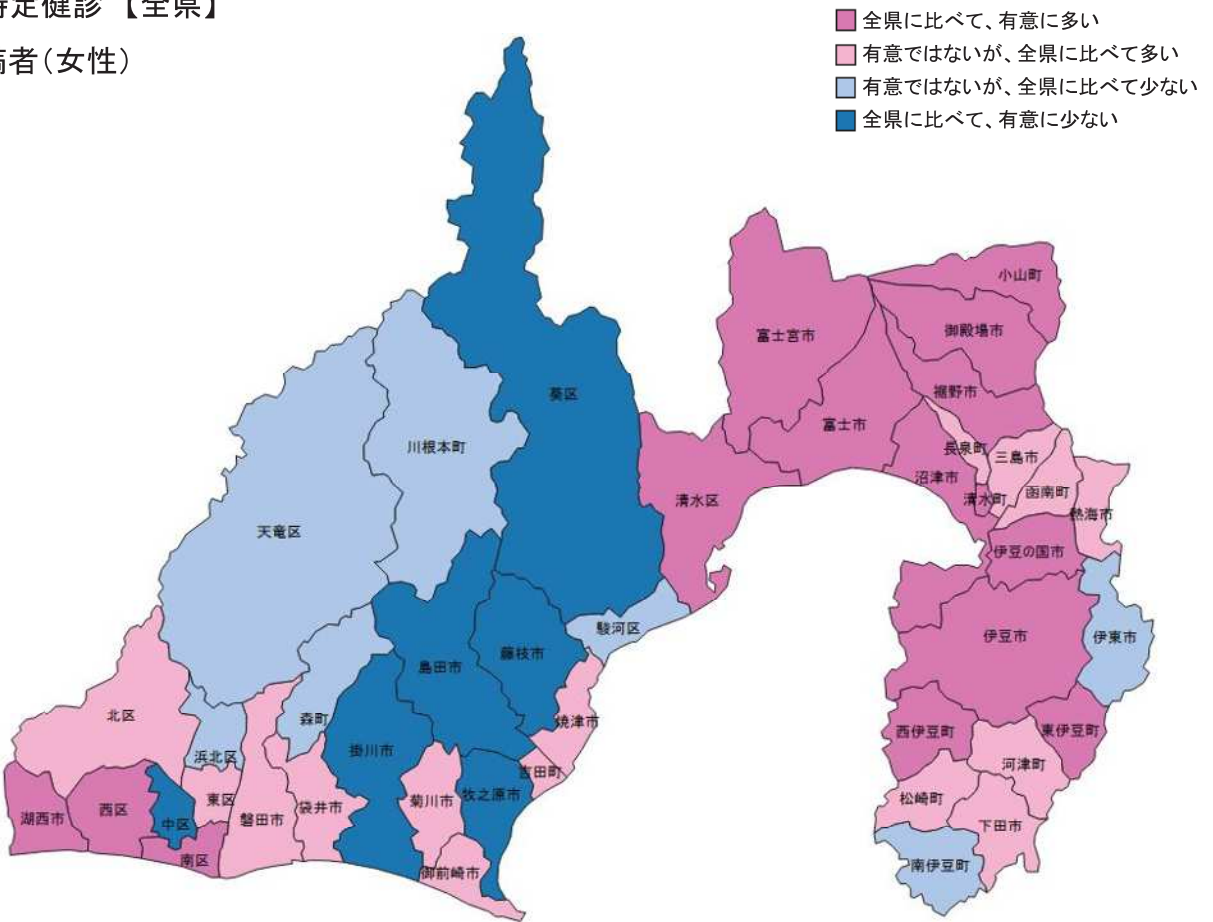 特定健診 【全県】
者(女性)
全県に比べて、有意に多い
有意ではないが、全県に比べて多い
有意ではないが、全県に比べて少ない
全県に比べて、有意に少ない
小山町
御殿場市
富士宮市
裾野市
葵区
富士市
川根本町
長泉町
三島市
沼津市
函南町
清水町
清水区
熱海市
天竜区
伊豆の国市
駿河区
伊豆市
伊東市
藤枝市
島田市
北区
森町
焼津市
西伊豆町
東伊豆町
掛川市
浜北区
河津町
吉田町
牧之原市
東区
菊川市
松崎町
袋井市
西区
湖西市
磐田市
中区
下田市
南区
南伊豆町
御前崎市